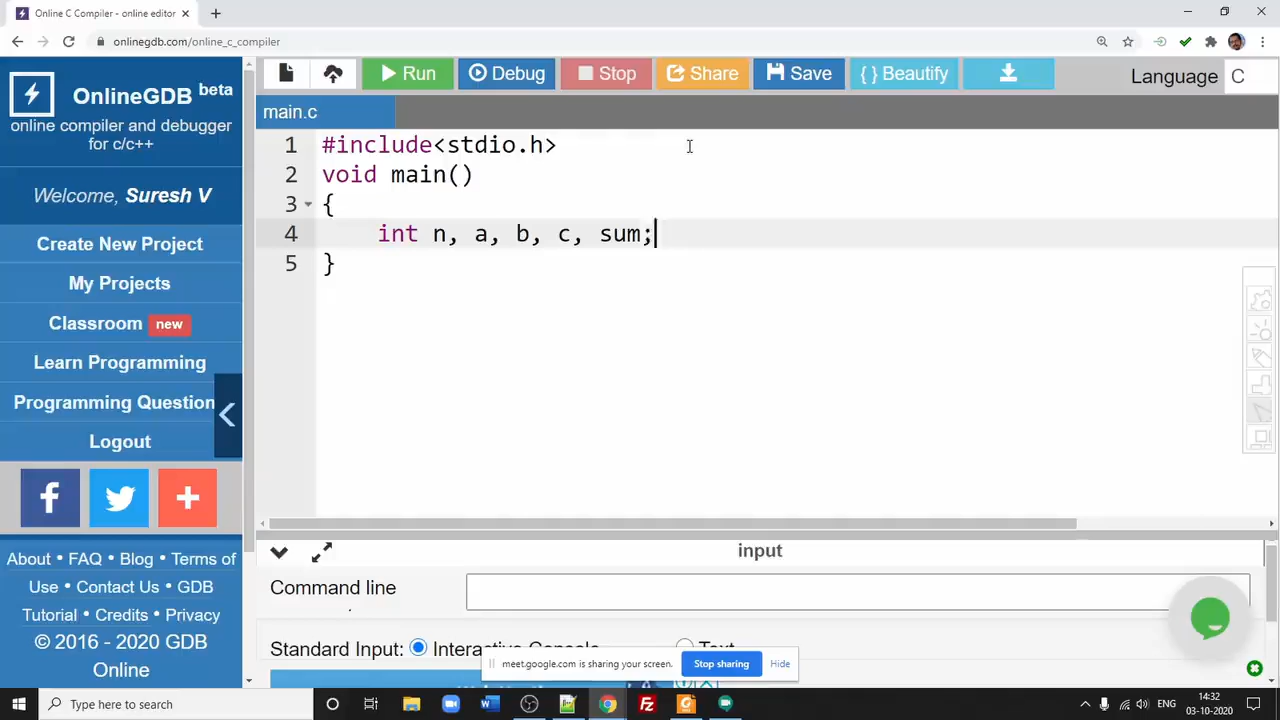 Online C Compiler - online editor
onlinegdb.com/online_c_compiler
OnlineGDB beta
online compiler and debugger
for c/c++
Welcome, Suresh V
Create New Project
My Projects
Classroom new
Learn Programming
Programming Question
Logout
About • FAQ • Blog • Terms of
Use • Contact Us • GDB
Tutorial • Credits • Privacy
© 2016 - 2020 GDB
Online
Run
Debug
Stop
Share
Save
{ } Beautify
Language C
main.c
1 #include<stdio.h>
2 void main()
3 {
4 int n, a, b, c, sum;
5 }
input
Command line
Standard Input: Interactive Console Text
meet.google.com is sharing your screen. Stop sharing Hide
Type here to search
ENG
14:32
03-10-2020